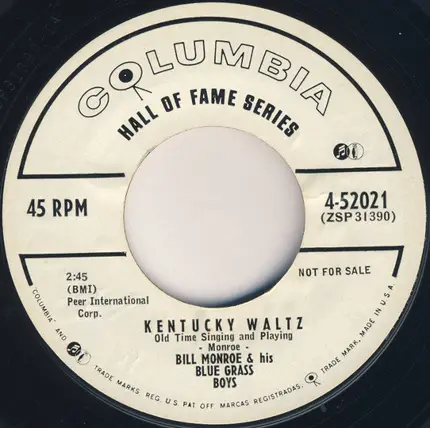 COLUMBIA
HALL OF FAME SERIES
45 RPM
4-52021
(ZSP31390)
2:45
(BMI)
Peer International
Corp.
NOT FOR SALE
KENTUCKY WALTZ
Old Time Singing and Playing
- Monroe -
BILL MONROE & his
BLUE GRASS
BOYS
"COLUMBIA" AND TRADE MARKS REG. U.S. PAT OFF MARCAS REGISTRADAS. TRADE MARK, MADE IN U.S.A.